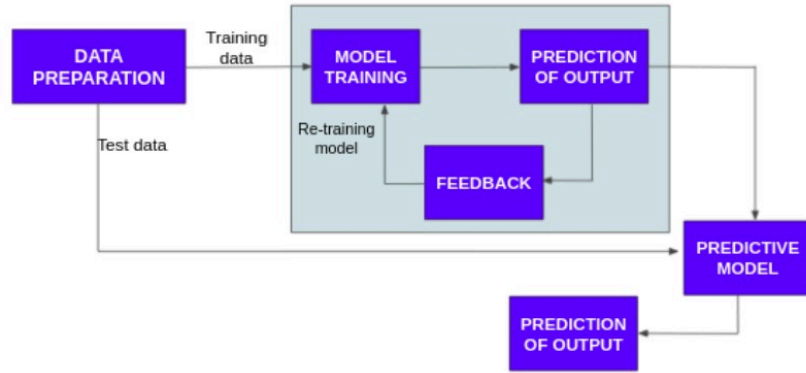 DATA
PREPARATION
Training
data
MODEL
TRAINING
PREDICTION
OF OUTPUT
Re-training
model
Test data
FEEDBACK
PREDICTIVE
MODEL
PREDICTION
OF OUTPUT